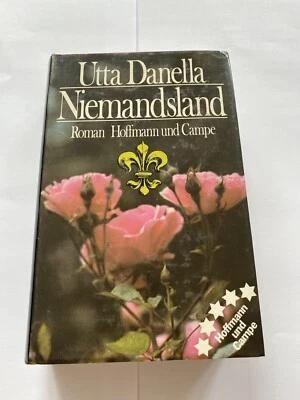 Utta Danella
Niemandsland
Roman Hoffmann und Campe
Hoffmann
und
Campe